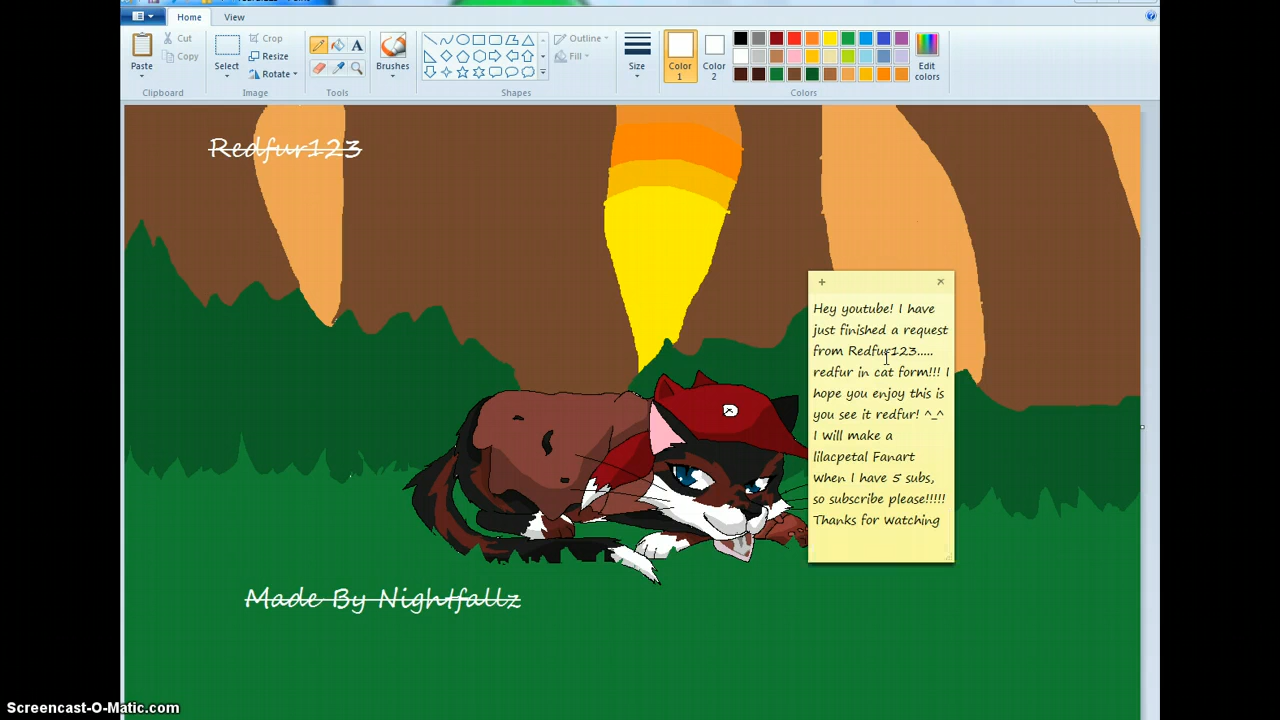 Home
View
Cut
Crop
Outline
Copy
Resize
Fill
Paste
Select
Rotate
Brushes
Size
Color
1
Color
2
Edit
colors
Clipboard
Image
Tools
Shapes
Colors
Redfur123
Hey youtube! I have
just finished a request
from Redfur123.....
redfur in cat form!!! I
hope you enjoy this is
you see it redfur! ^_^
I will make a
lilacpetal Fanart
when I have 5 subs,
so subscribe please!!!!!
Thanks for Watching
Made By Nightfallz
Screencast-O-Matic.com